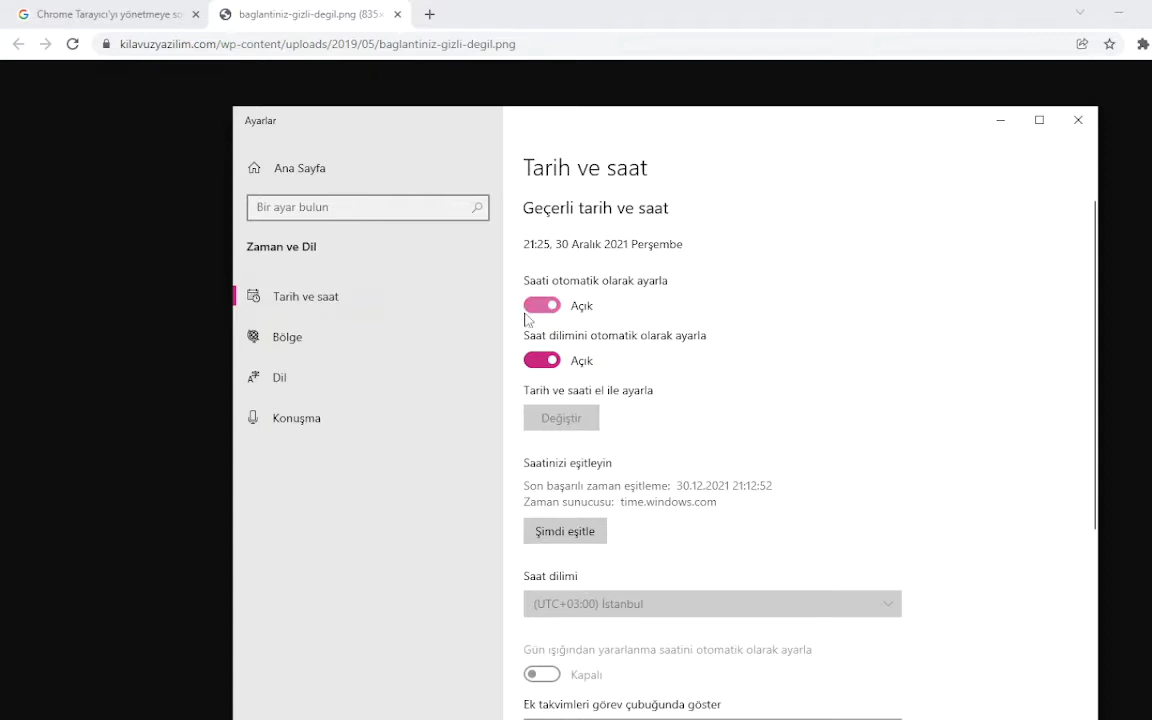 Chrome Tarayıcı'yı yönetmeye so
baglantiniz-gizli-degil.png (835×
kilavuzyazilim.com/wp-content/uploads/2019/05/baglantiniz-gizli-degil.png
Ayarlar
Ana Sayfa
Bir ayar bulun
Zaman ve Dil
Tarih ve saat
Bölge
Dil
Konuşma
Tarih ve saat
Geçerli tarih ve saat
21:25, 30 Aralık 2021 Perşembe
Saati otomatik olarak ayarla
Açık
Saat dilimini otomatik olarak ayarla
Açık
Tarih ve saati el ile ayarla
Değiştir
Saatinizi eşitleyin
Son başarılı zaman eşitleme: 30.12.2021 21:12:52
Zaman sunucusu: time.windows.com
Şimdi eşitle
Saat dilimi
(UTC+03:00) İstanbul
Gün ışığından yararlanma saatini otomatik olarak ayarla
Kapalı
Ek takvimleri görev çubuğunda göster